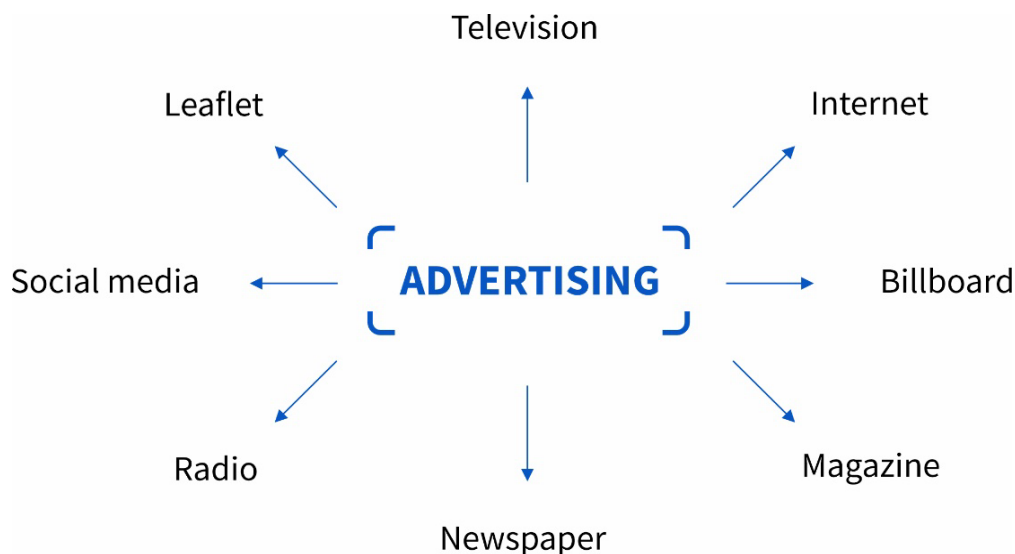 Television
Leaflet
Internet
Social media
ADVERTISING
Billboard
Radio
Magazine
Newspaper